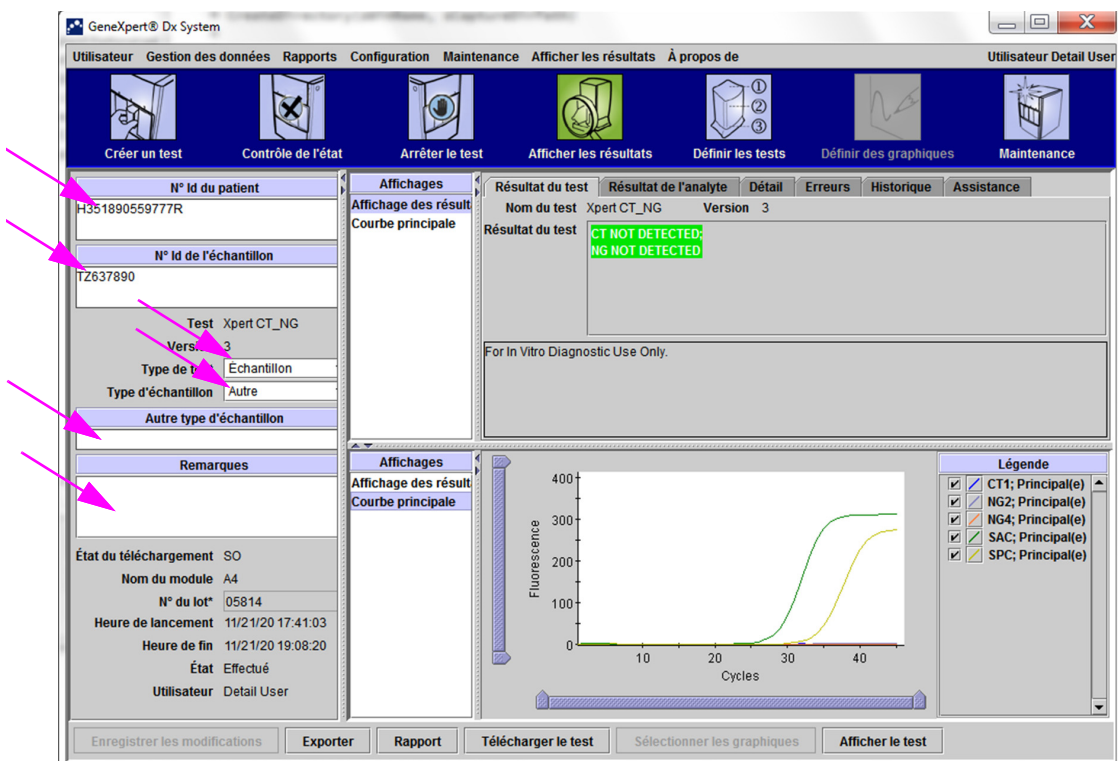 GeneXpert® Dx System
Utilisateur Gestion des données Rapports Configuration Maintenance Afficher les résultats À propos de Utilisateur Detail User
Créer un test Contrôle de l'état Arrêter le test Afficher les résultats Définir les tests Définir des graphiques Maintenance
N° Id du patient
H351890559777R
N° Id de l'échantillon
TZ637890
Test Xpert CT_NG
3
Type de
Échantillon
Type d'échantillon Autre
Autre type d'échantillon
Remarques
État du téléchargement SO
Nom du module A4
N° du lot* 05814
Heure de lancement 11/21/20 17:41:03
Heure de fin 11/21/20 19:08:20
État Effectué
Utilisateur Detail User
Affichages
Affichage des résult
Courbe principale
Résultat du test Résultat de l'analyte Détail Erreurs Historique Assistance
Nom du test Xpert CT_NG Version 3
Résultat du test CT NOT DETECTED;
NG NOT DETECTED
For In Vitro Diagnostic Use Only.
Affichages
Affichage des résult
Courbe principale
Fluorescence
400
300
200
100
0
10 20 30 40
Cycles
Légende
CT1; Principal(e)
NG2; Principal(e)
NG4; Principal(e)
SAC; Principal(e)
SPC; Principal(e)
Enregistrer les modifications Exporter Rapport Télécharger le test Sélectionner les graphiques Afficher le test